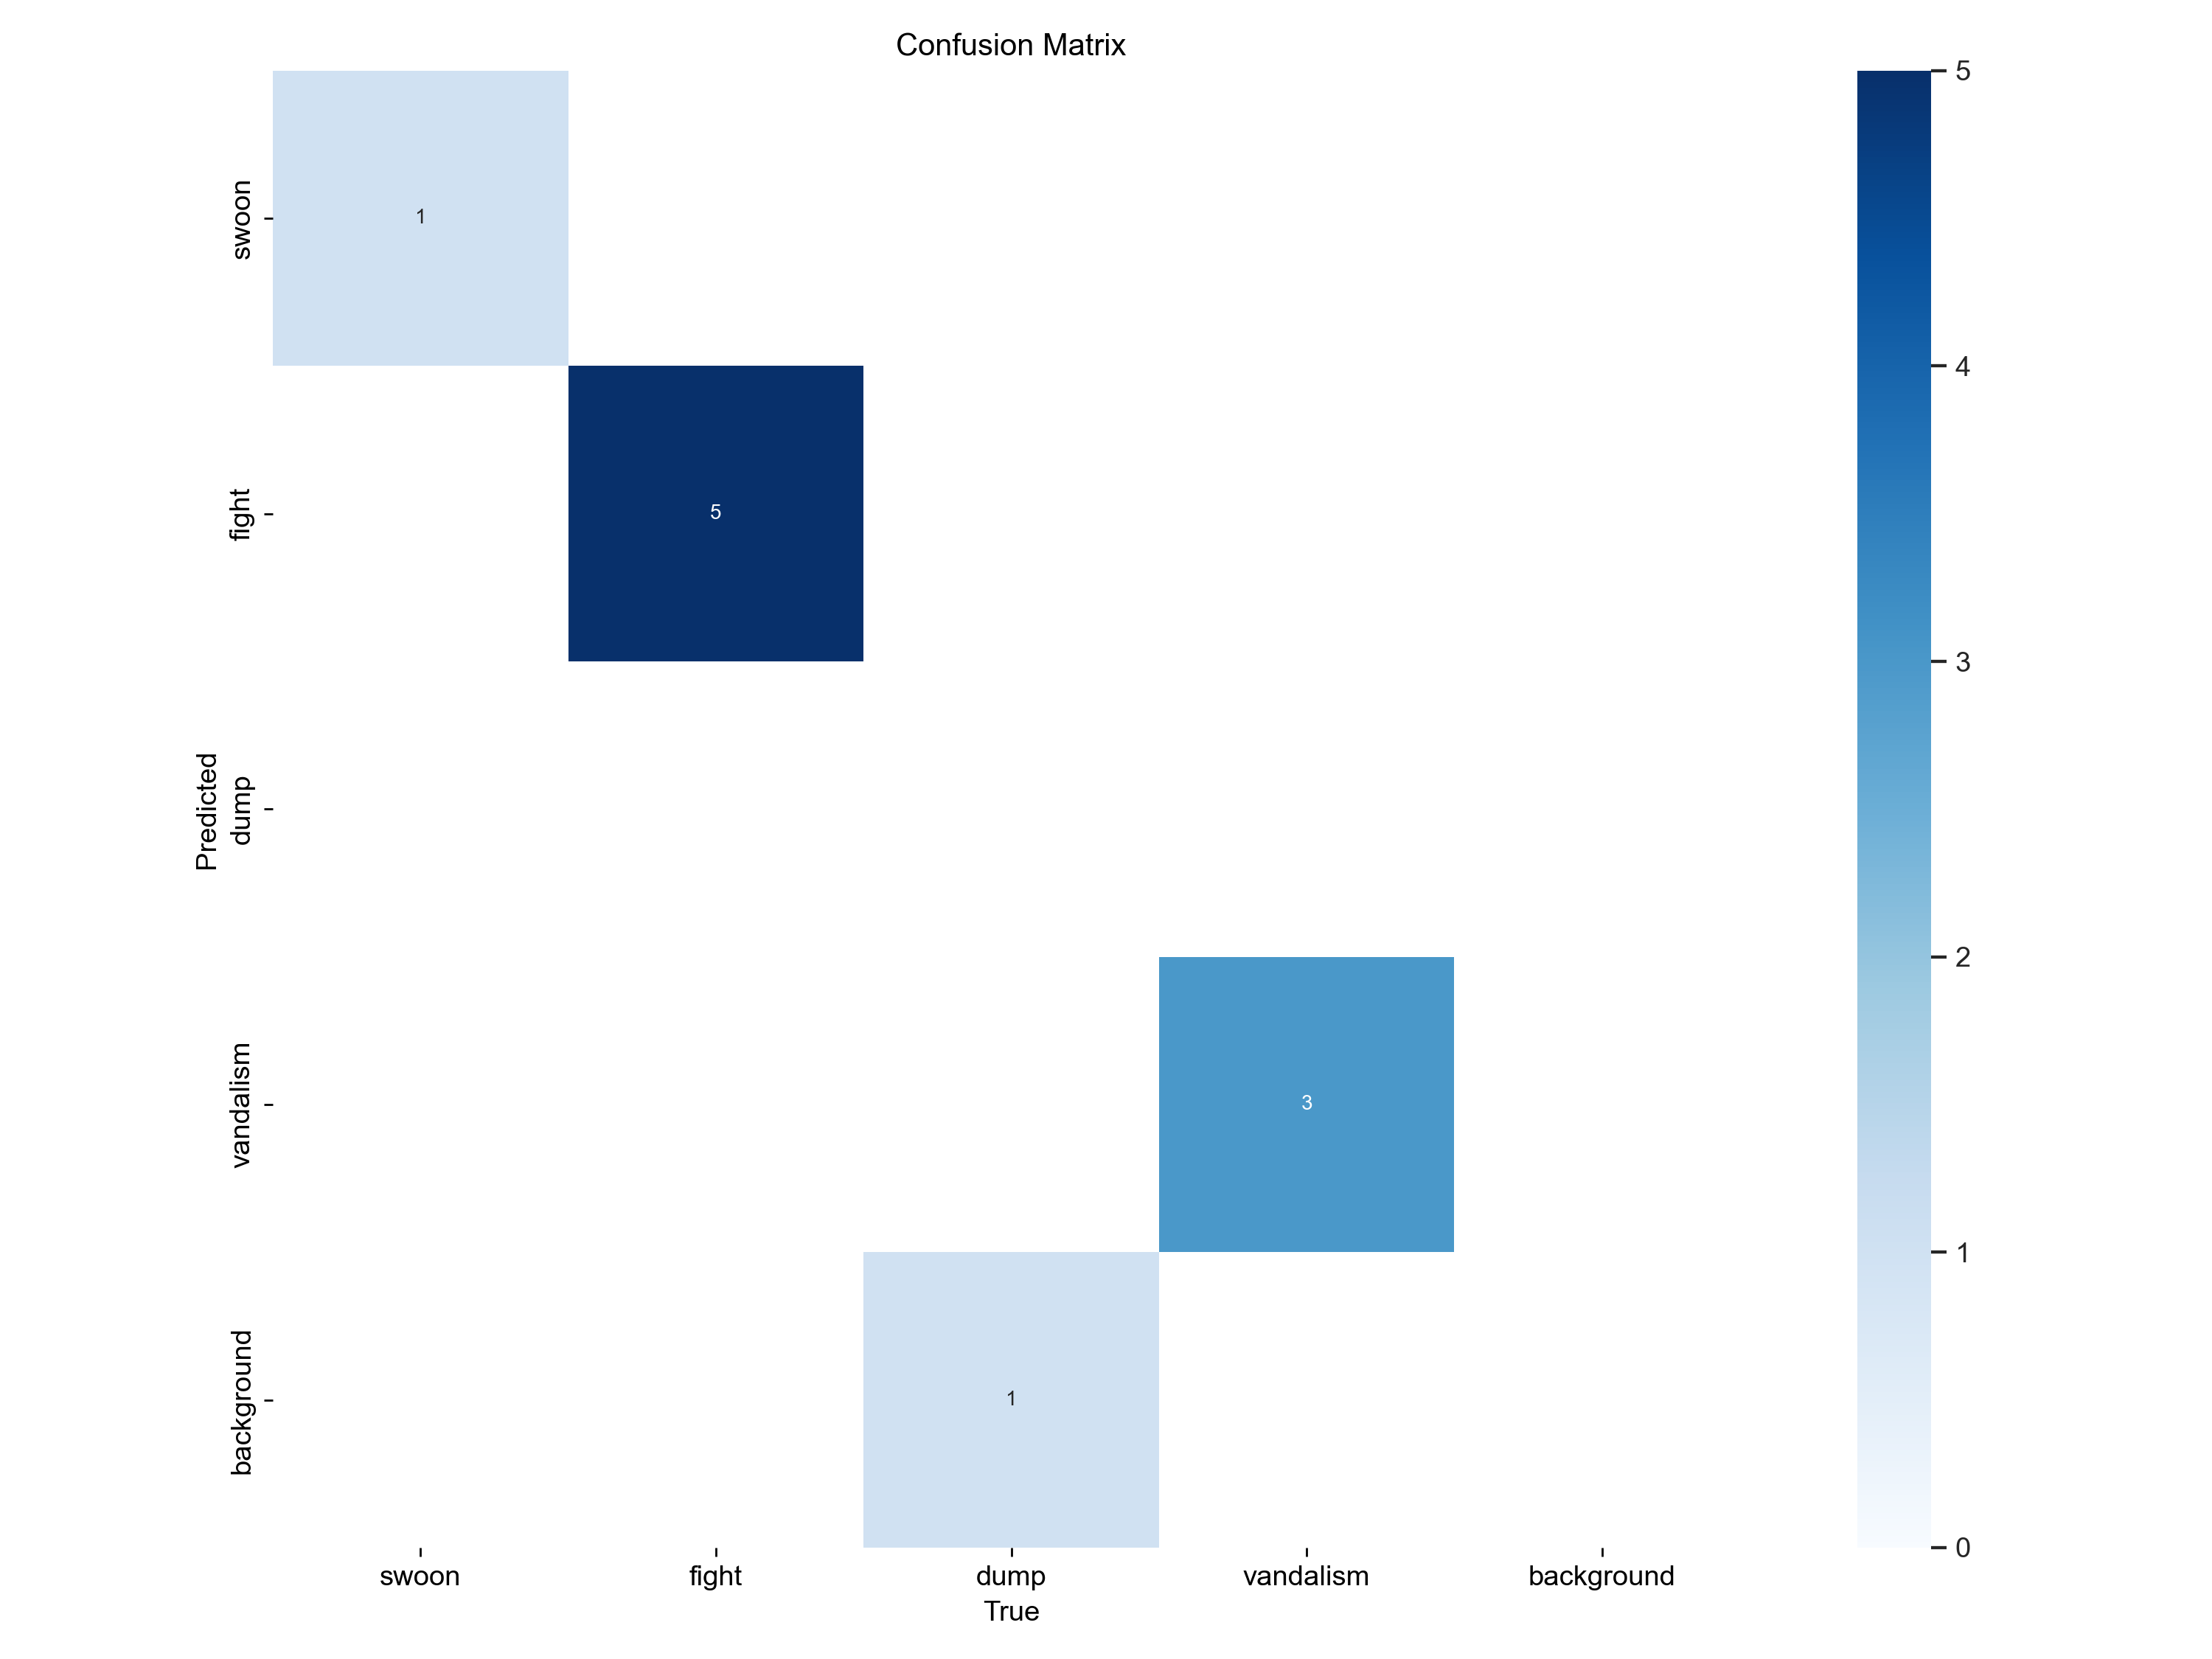 Confusion Matrix
swoon
fight
dump
vandalism
background
Predicted
1
5
3
1
swoon
fight
dump
vandalism
background
True
5
4
3
2
1
0